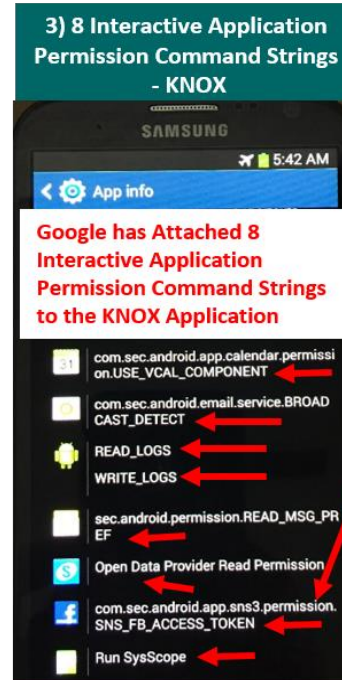 3) 8 Interactive Application
Permission Command Strings
- KNOX
SAMSUNG
5:42 AM
App info
Google has Attached 8
Interactive Application
Permission Command Strings
to the KNOX Application
31
com.sec.android.app.calendar.permissi
on.USE_VCAL_COMPONENT
com.sec.android.email.service.BROAD
CAST_DETECT
READ_LOGS
WRITE_LOGS
sec.android.permission.READ_MSG_PR
EF
S
Open Data Provider Read Permission
f
com.sec.android.app.sns3.permission.
SNS_FB_ACCESS_TOKEN
Run SysScope